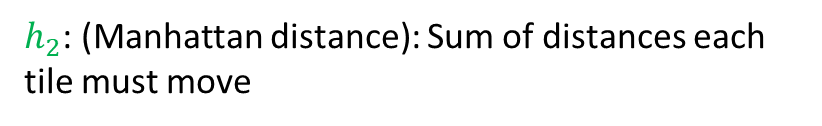 h₂: (Manhattan distance): Sum of distances each
tile must move